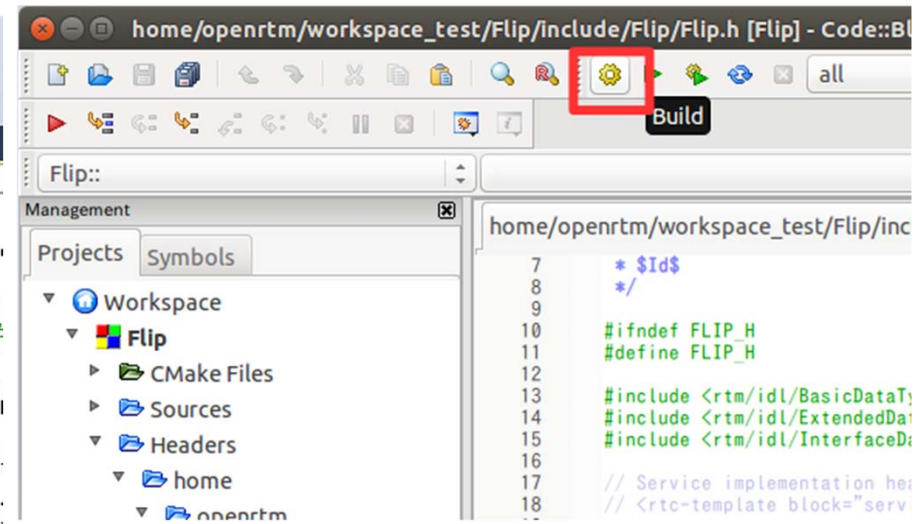 home/openrtm/workspace_test/Flip/include/Flip/Flip.h [Flip] - Code::Bl
all
Build
Flip::
Management
home/openrtm/workspace_test/Flip/inc
Projects Symbols
Workspace
Flip
CMake Files
Sources
Headers
home
openrtm
7 * $Id$
8 */
9
10 #ifndef FLIP_H
11 #define FLIP_H
12
13 #include <rtm/idl/BasicDataTy
14 #include <rtm/idl/ExtendedDat
15 #include <rtm/idl/InterfaceDa
16
17 // Service implementation hea
18 // <rtc-template block="serv